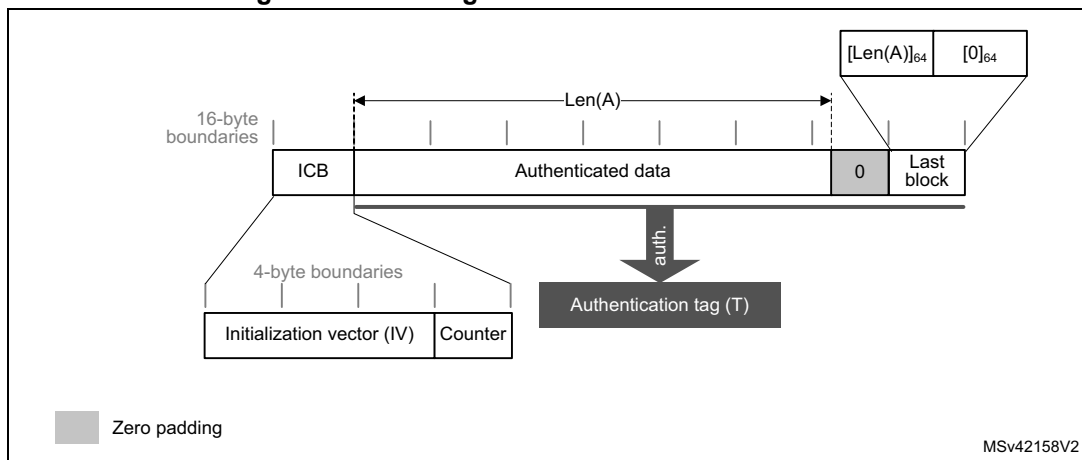 [Len(A)]64 [0]64
Len(A)
16-byte
boundaries
ICB Authenticated data 0 Last
block
auth.
4-byte boundaries
Authentication tag (T)
Initialization vector (IV) Counter
Zero padding
MSv42158V2